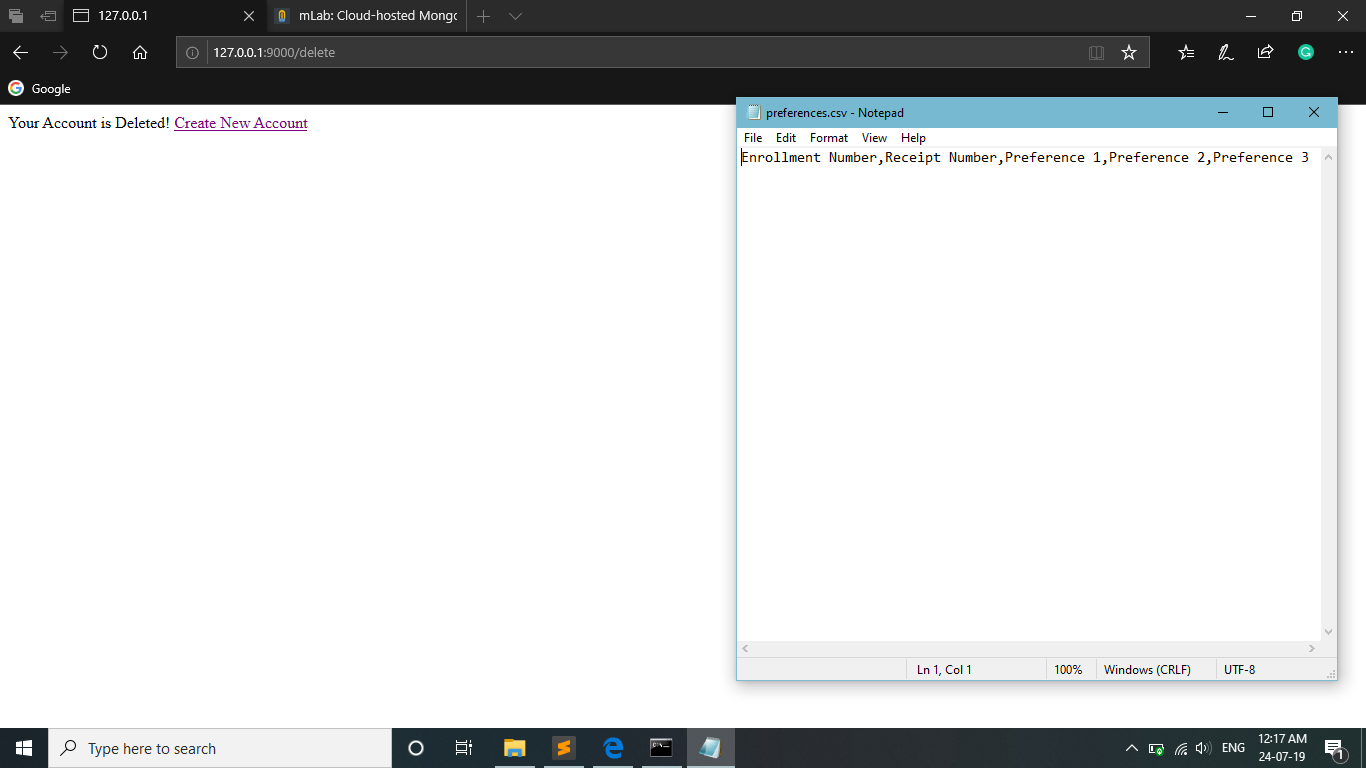 127.0.0.1
mLab: Cloud-hosted Mongo
127.0.0.1:9000/delete
Google
Your Account is Deleted! Create New Account
preferences.csv - Notepad
File Edit Format View Help
Enrollment Number,Receipt Number,Preference 1,Preference 2,Preference 3
Ln 1, Col 1 100% Windows (CRLF) UTF-8
Type here to search
ENG
12:17 AM
24-07-19
1